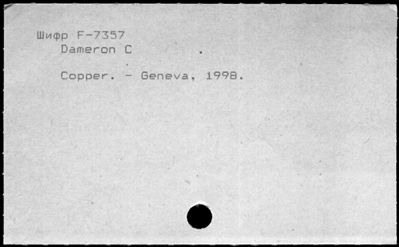 Шифр F-7357
Dameron C
Copper. - Geneva, 1998.